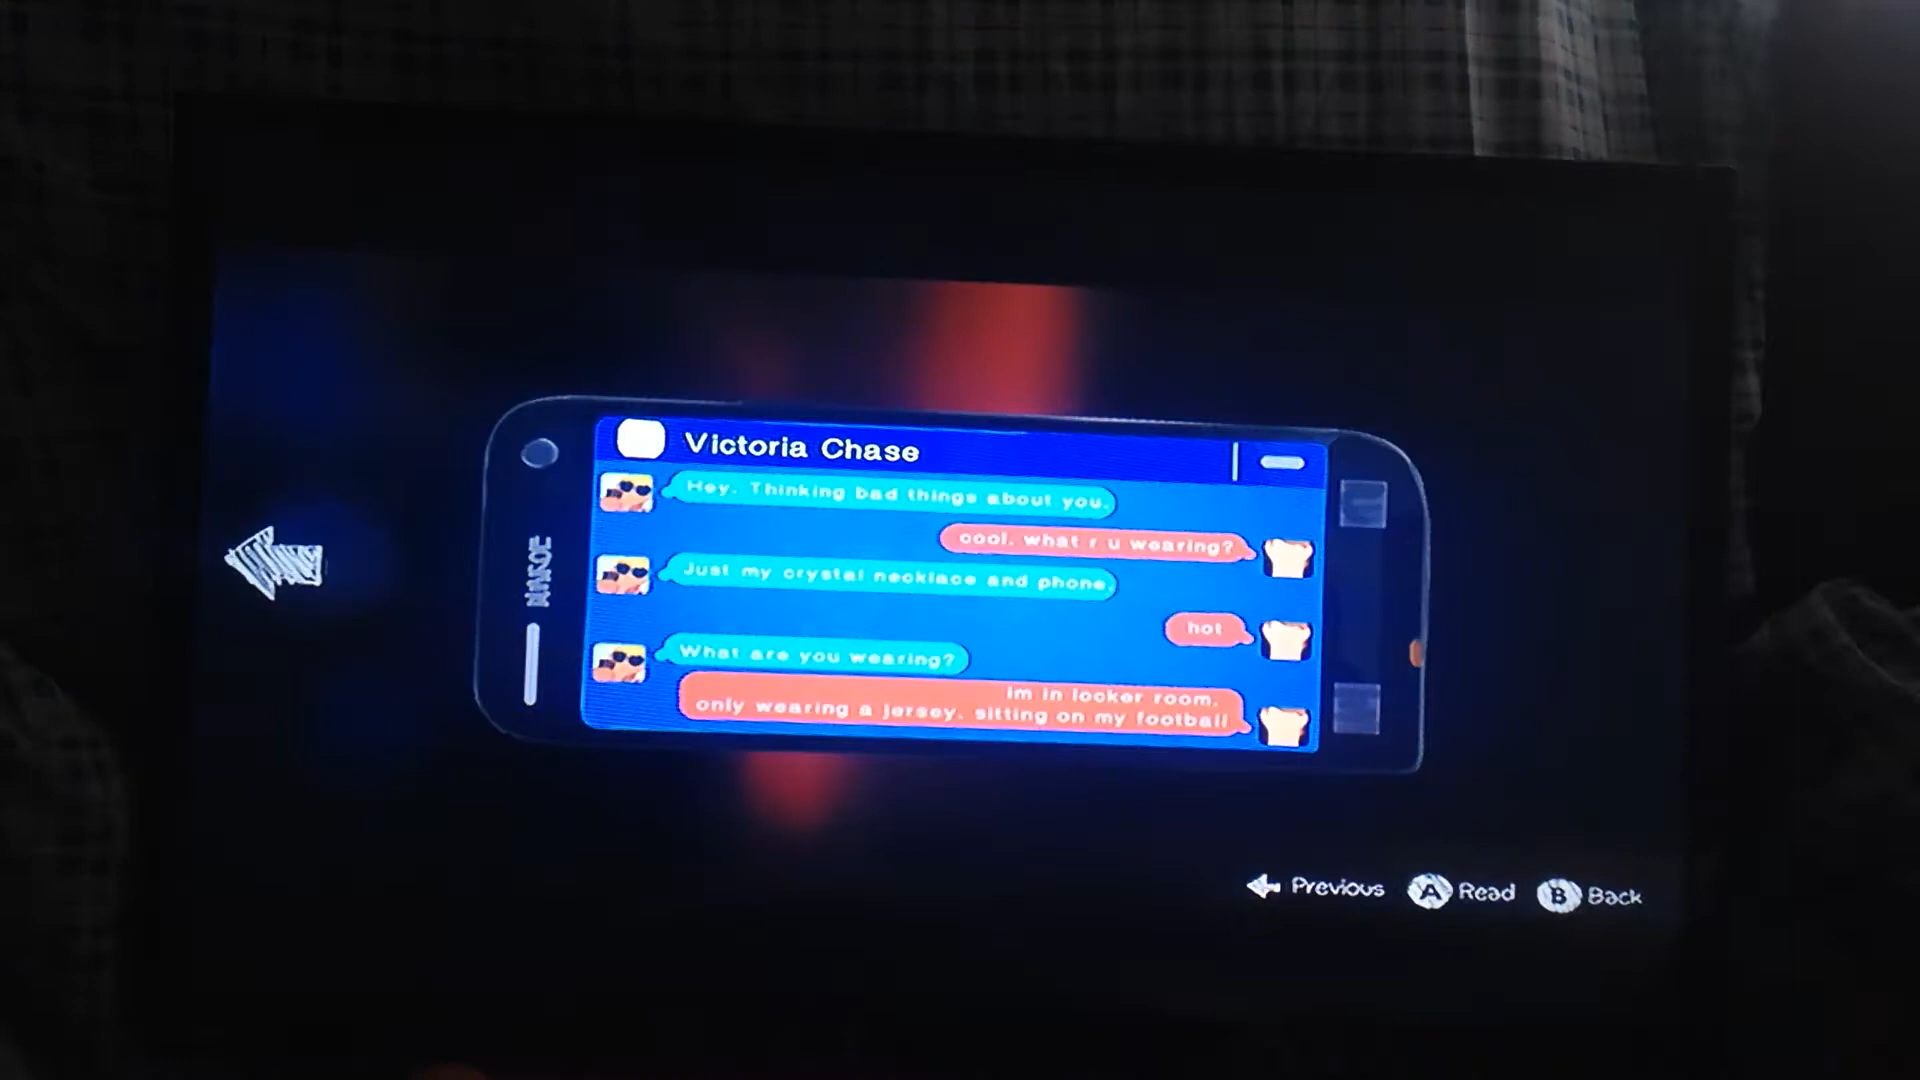 Victoria Chase
Hey. Thinking bad things about you.
cool. what r u wearing?
Just my crystal necklace and phone.
hot
What are you wearing?
im in locker room.
only wearing a jersey. sitting on my football
Previous
A Read
B Back